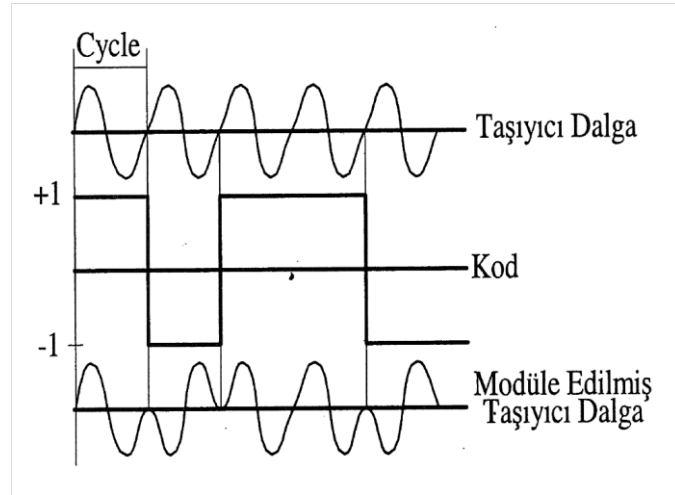 Cycle
Taşıyıcı Dalga
+1
Kod
-1
Modüle Edilmiş
Taşıyıcı Dalga